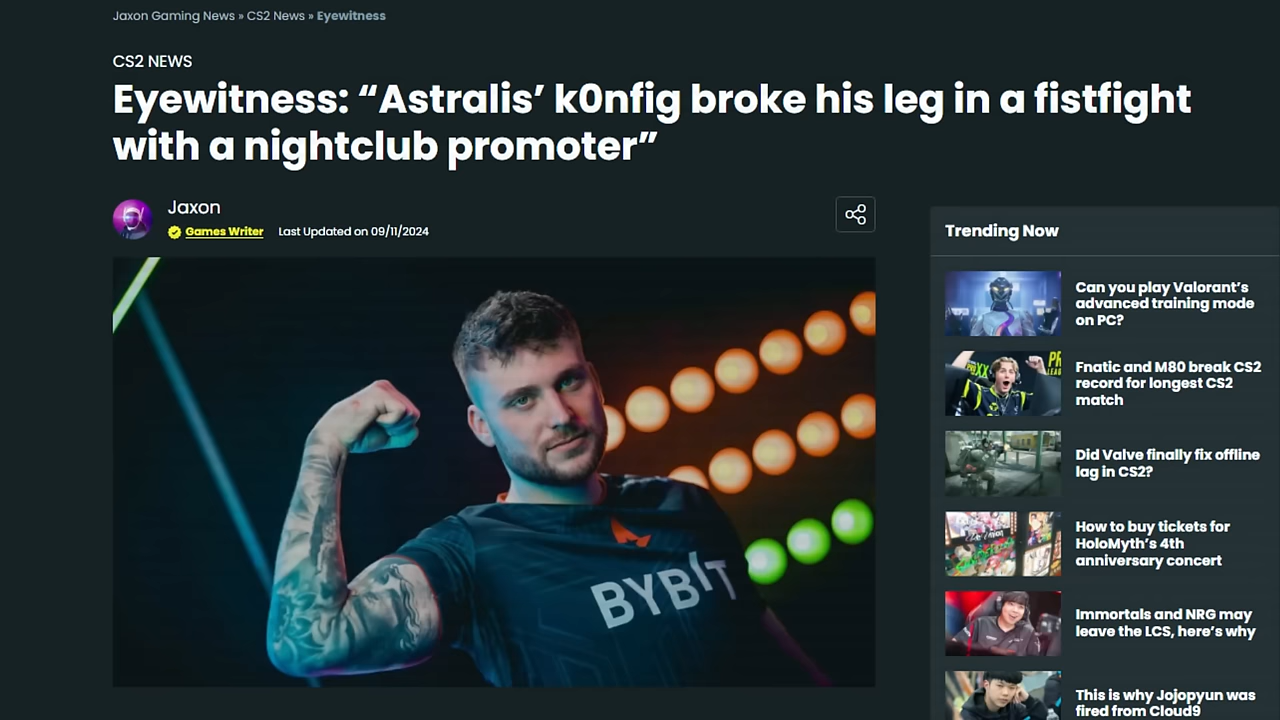 Jaxon Gaming News » CS2 News » Eyewitness
CS2 NEWS
Eyewitness: “Astralis’ k0nfig broke his leg in a fistfight
with a nightclub promoter”
Jaxon
Games Writer Last Updated on 09/11/2024
BYBIT
Trending Now
Can you play Valorant’s
advanced training mode
on PC?
Fnatic and M80 break CS2
record for longest CS2
match
Did Valve finally fix offline
lag in CS2?
How to buy tickets for
HoloMyth’s 4th
anniversary concert
Immortals and NRG may
leave the LCS, here’s why
This is why Jojopyun was
fired from Cloud9